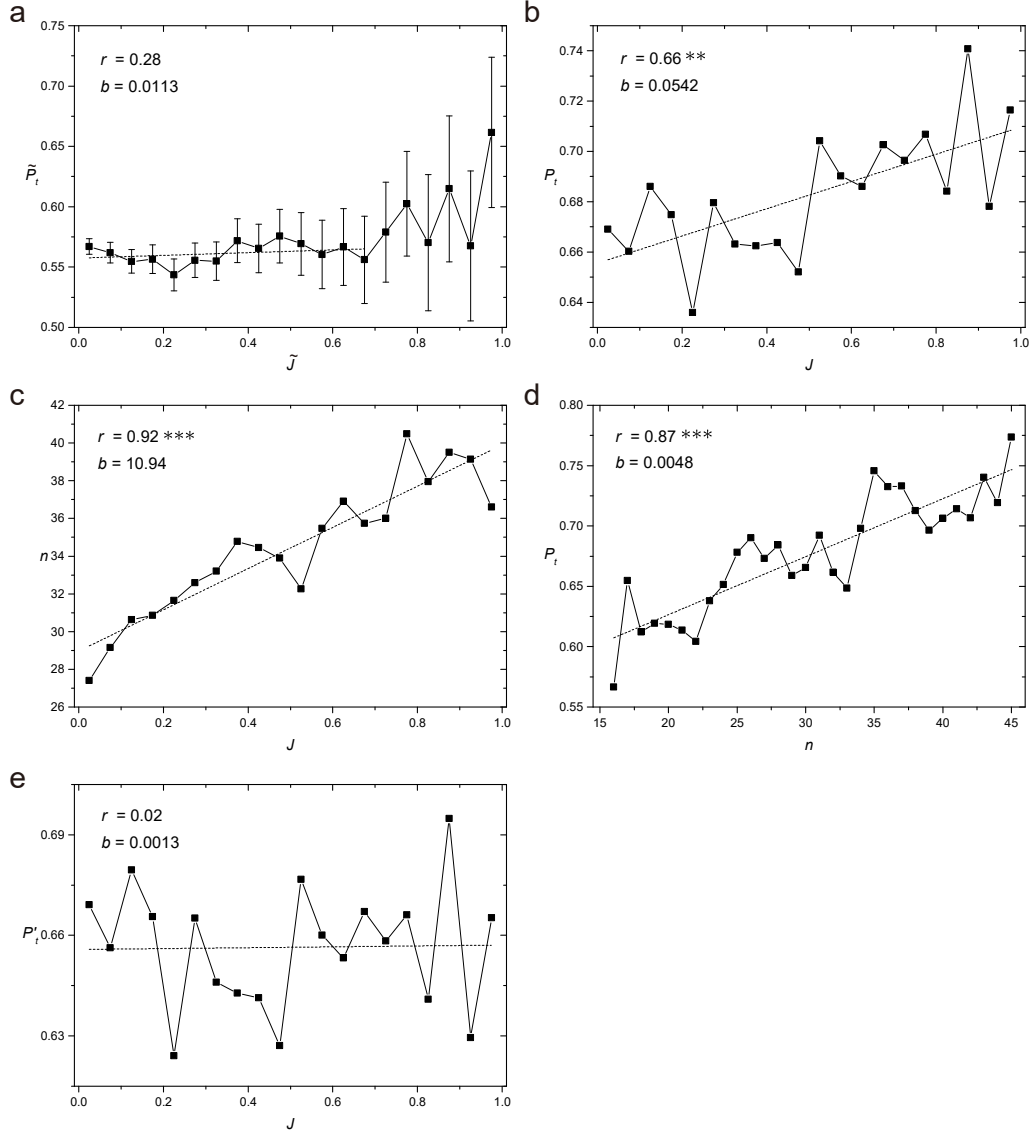 a
r = 0.28
b = 0.0113
0.75
0.70
0.65
0.60
0.55
0.50
P̃t
0.0 0.2 0.4 0.6 0.8 1.0
J̃
b
r = 0.66 **
b = 0.0542
0.74
0.72
0.70
0.68
0.66
0.64
Pt
0.0 0.2 0.4 0.6 0.8 1.0
J
c
r = 0.92 ***
b = 10.94
42
40
38
36
34
32
30
28
26
n
0.0 0.2 0.4 0.6 0.8 1.0
J
d
r = 0.87 ***
b = 0.0048
0.80
0.75
0.70
0.65
0.60
0.55
Pt
15 20 25 30 35 40 45
n
e
r = 0.02
b = 0.0013
0.69
0.66
0.63
P't
0.0 0.2 0.4 0.6 0.8 1.0
J